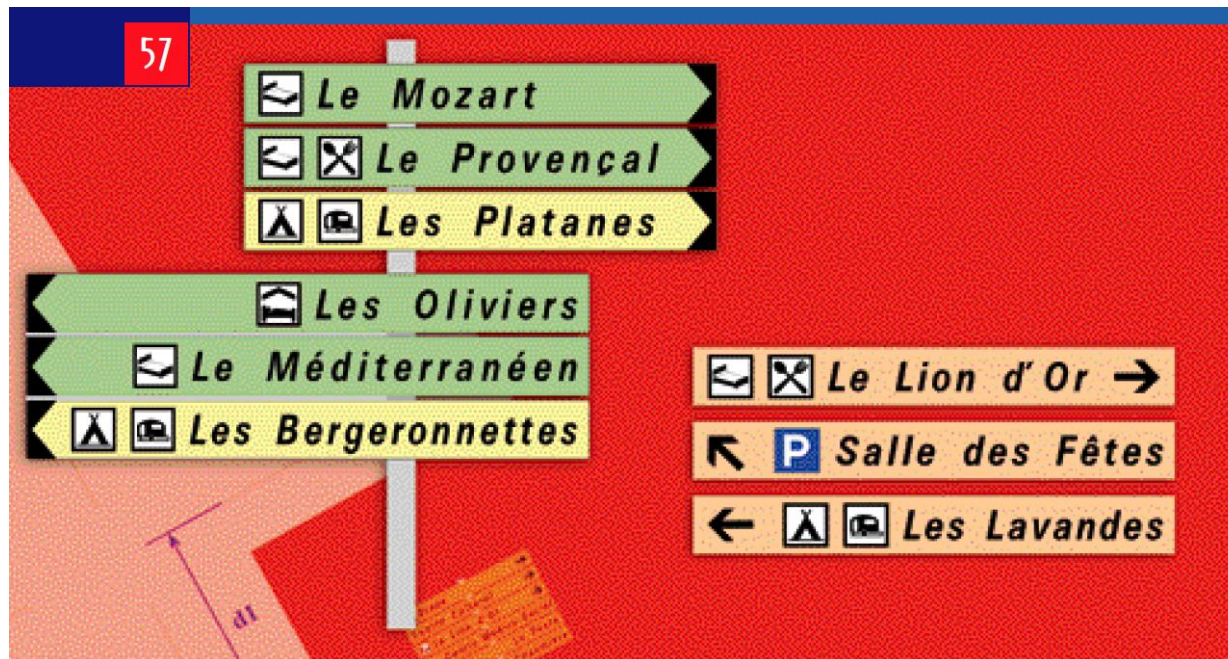 57
Le Mozart
Le Provençal
Les Platanes
Les Oliviers
Le Méditerranéen
Les Bergeronnettes
Le Lion d'Or →
↖ P Salle des Fêtes
← Les Lavandes
d1